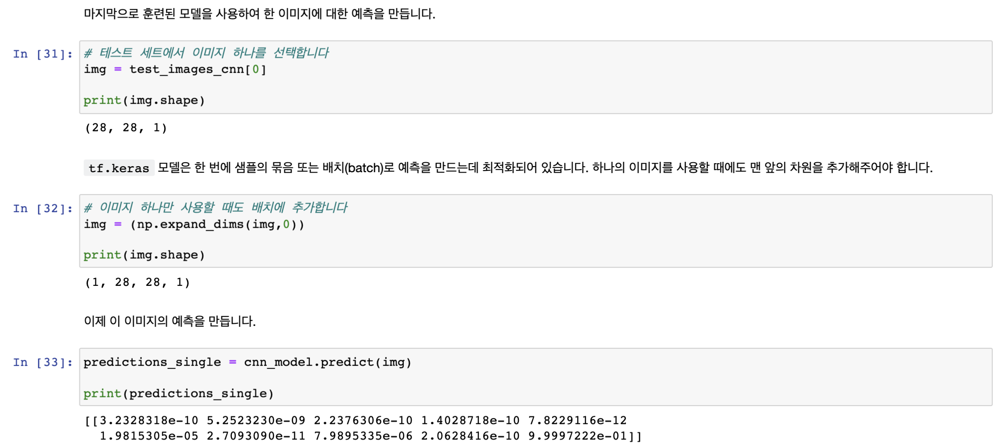 마지막으로 훈련된 모델을 사용하여 한 이미지에 대한 예측을 만듭니다.
In [31]: # 테스트 세트에서 이미지 하나를 선택합니다
img = test_images_cnn[0]
print(img.shape)
(28, 28, 1)
tf.keras 모델은 한 번에 샘플의 묶음 또는 배치(batch)로 예측을 만드는데 최적화되어 있습니다. 하나의 이미지를 사용할 때에도 맨 앞의 차원을 추가해주어야 합니다.
In [32]: # 이미지 하나만 사용할 때도 배치에 추가합니다
img = (np.expand_dims(img,0))
print(img.shape)
(1, 28, 28, 1)
이제 이 이미지의 예측을 만듭니다.
In [33]: predictions_single = cnn_model.predict(img)
print(predictions_single)
[[3.2328318e-10 5.2523230e-09 2.2376306e-10 1.4028718e-10 7.8229116e-12
1.9815305e-05 2.7093090e-11 7.9895335e-06 2.0628416e-10 9.9997222e-01]]